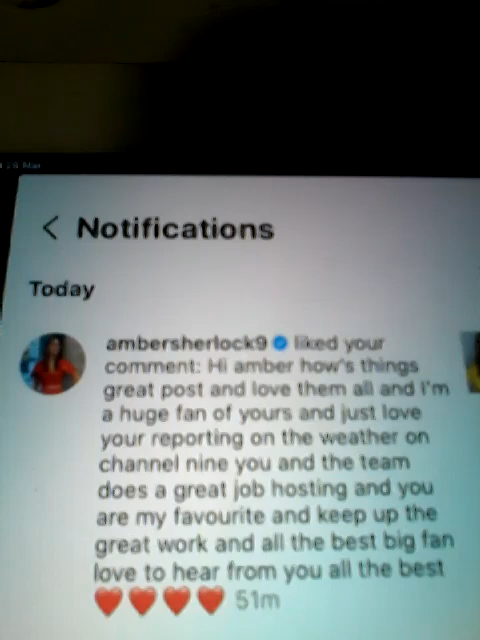 Notifications
Today
ambersherlock9 liked your
comment: Hi amber how's things
great post and love them all and I'm
a huge fan of yours and just love
your reporting on the weather on
channel nine you and the team
does a great job hosting and you
are my favourite and keep up the
great work and all the best big fan
love to hear from you all the best
❤️❤️❤️❤️ 51m